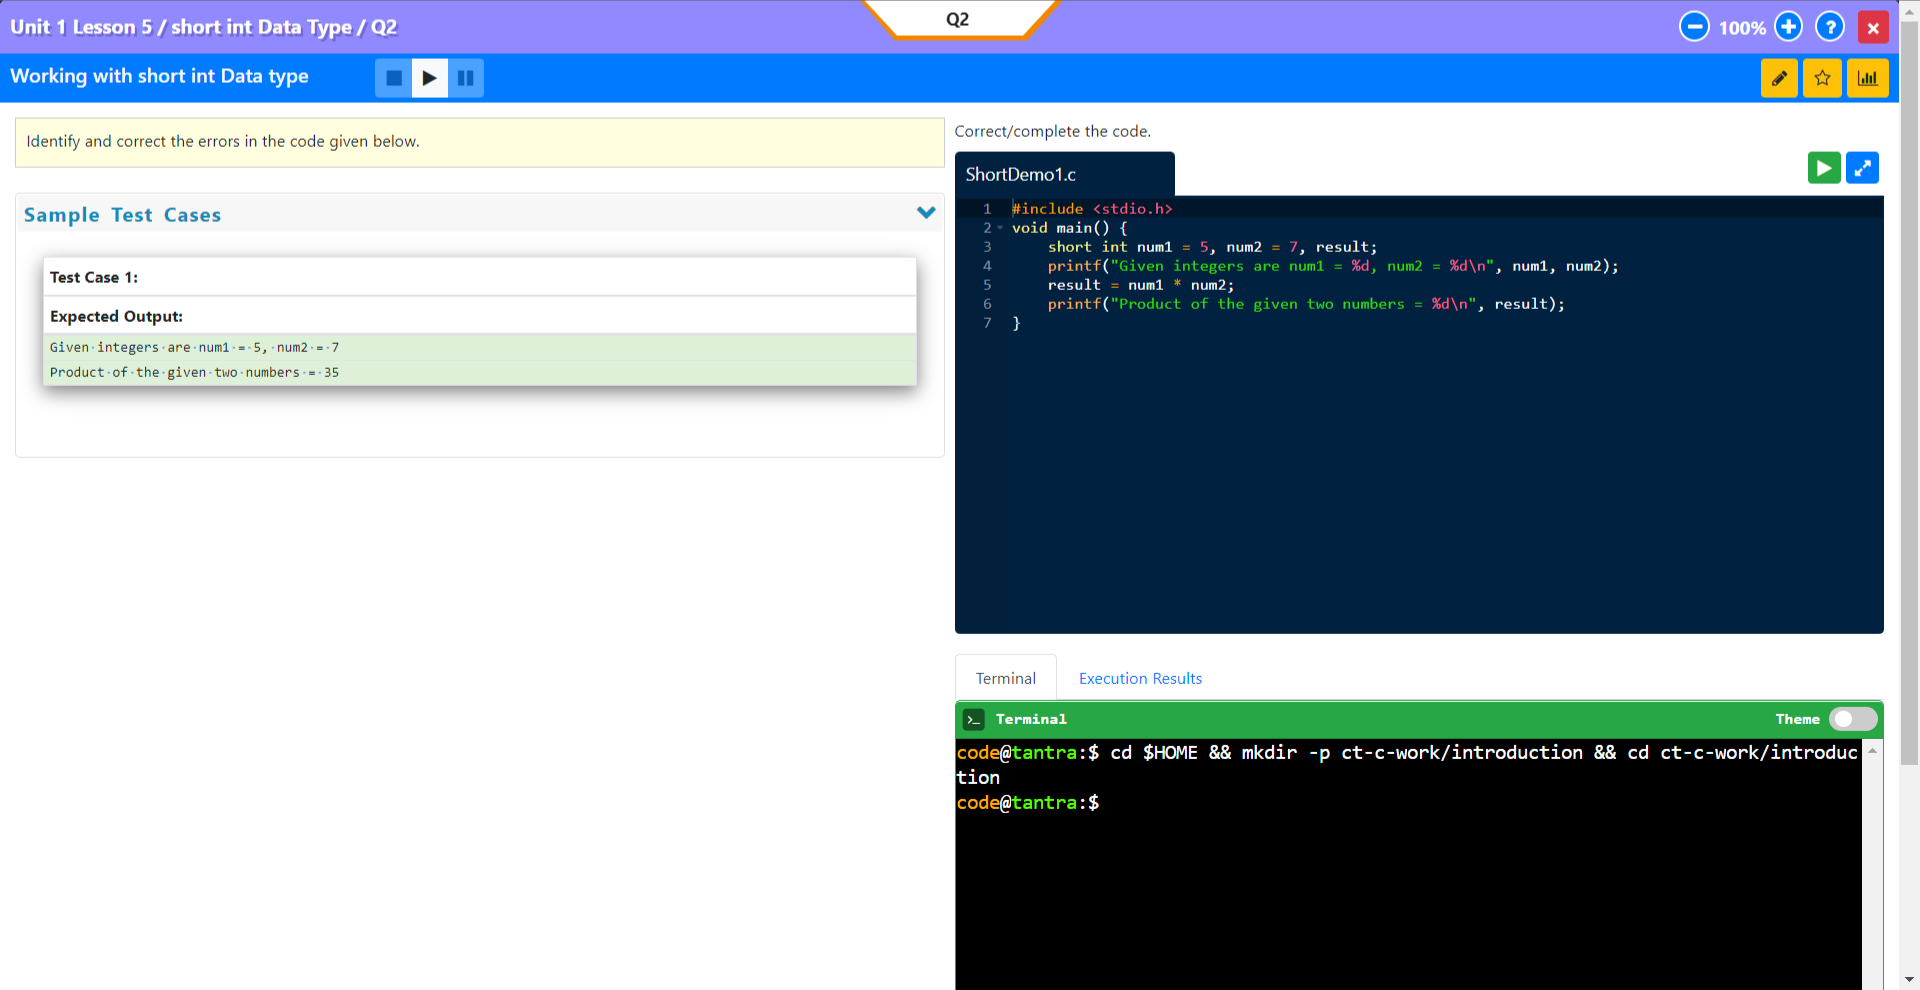 Unit 1 Lesson 5 / short int Data Type / Q2
Q2
100%
?
Working with short int Data type
Identify and correct the errors in the code given below.
Sample Test Cases
Test Case 1:
Expected Output:
Given·integers·are·num1·=·5,·num2·=·7
Product·of·the·given·two·numbers·=·35
Correct/complete the code.
ShortDemo1.c
1 #include <stdio.h>
2 void main() {
3 short int num1 = 5, num2 = 7, result;
4 printf("Given integers are num1 = %d, num2 = %d\n", num1, num2);
5 result = num1 * num2;
6 printf("Product of the given two numbers = %d\n", result);
7 }
Terminal
Execution Results
>_ Terminal
Theme
code@tantra:$ cd $HOME && mkdir -p ct-c-work/introduction && cd ct-c-work/introduc
tion
code@tantra:$